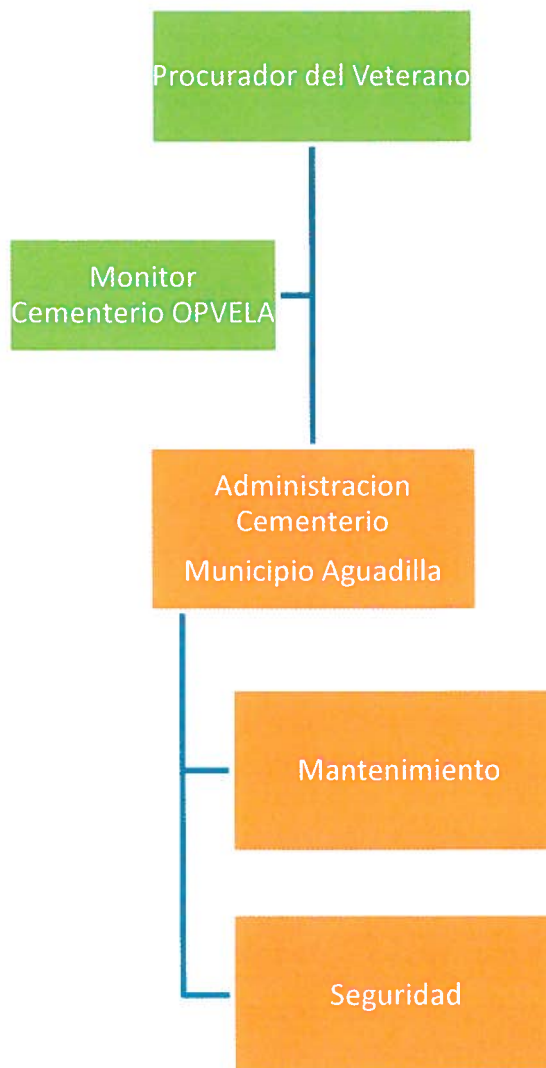 Procurador del Veterano
Monitor
Cementerio OPVELA
Administracion
Cementerio
Municipio Aguadilla
Mantenimiento
Seguridad